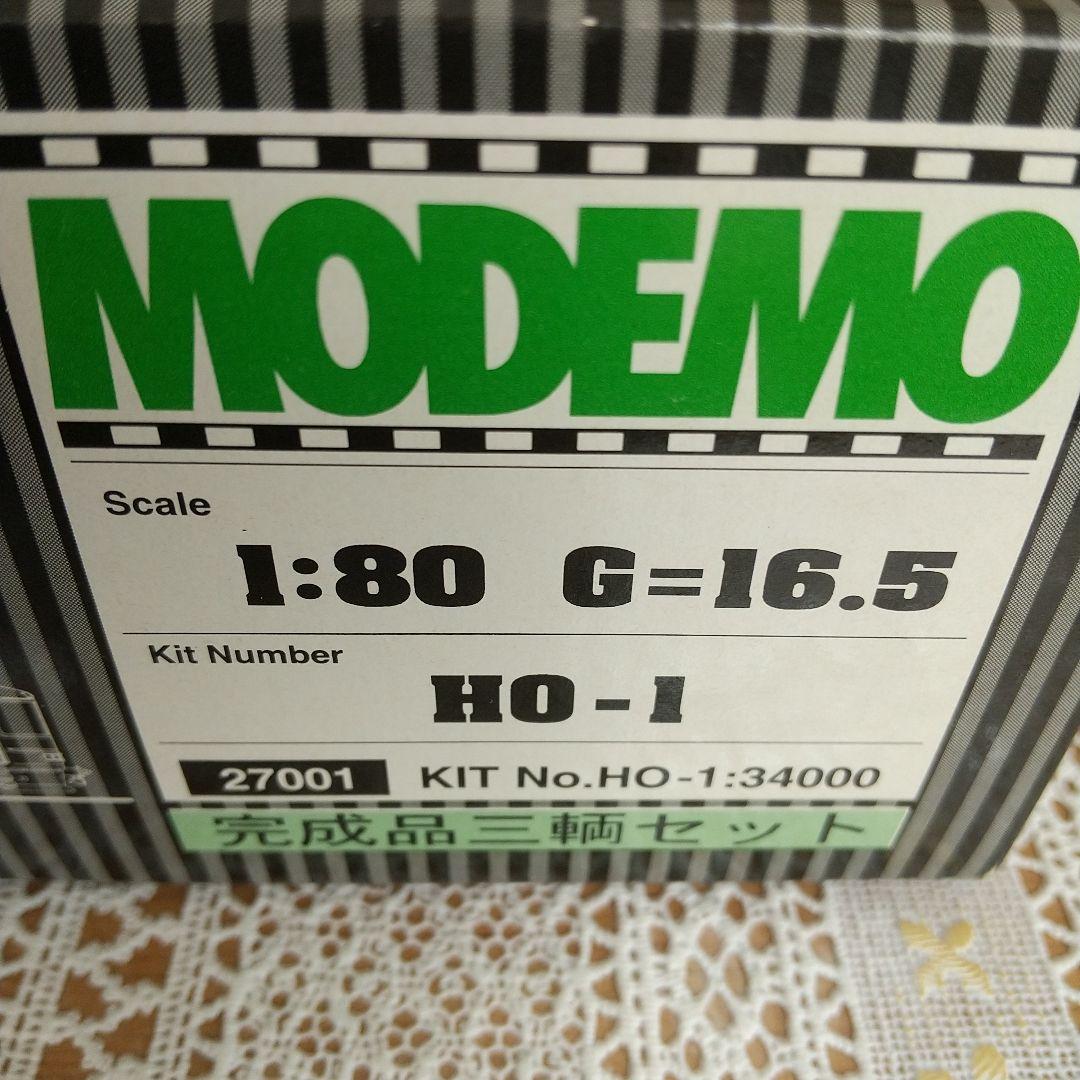 MODEMO
Scale
1:80 G=16.5
Kit Number
HO-1
27001 KIT No.HO-1:34000
完成品三輌セット